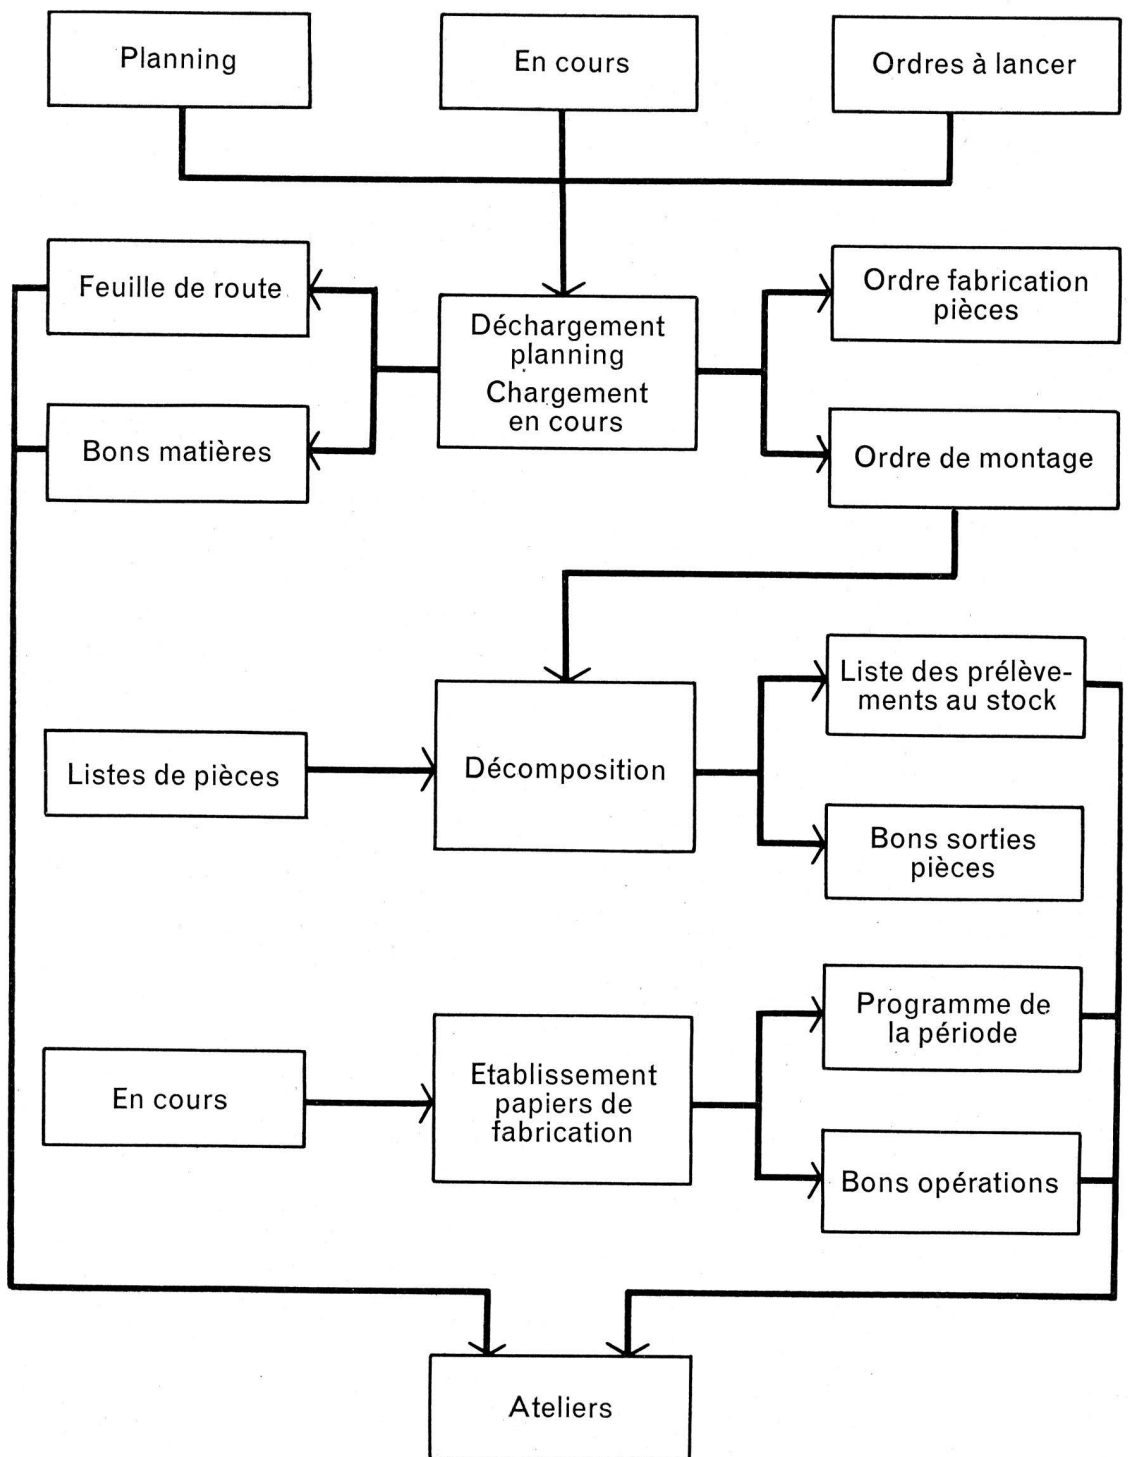 Planning
En cours
Ordres à lancer
Feuille de route
Déchargement
planning
Chargement
en cours
Ordre fabrication
pièces
Bons matières
Ordre de montage
Listes de pièces
Décomposition
Liste des prélève-
ments au stock
Bons sorties
pièces
En cours
Etablissement
papiers de
fabrication
Programme de
la période
Bons opérations
Ateliers